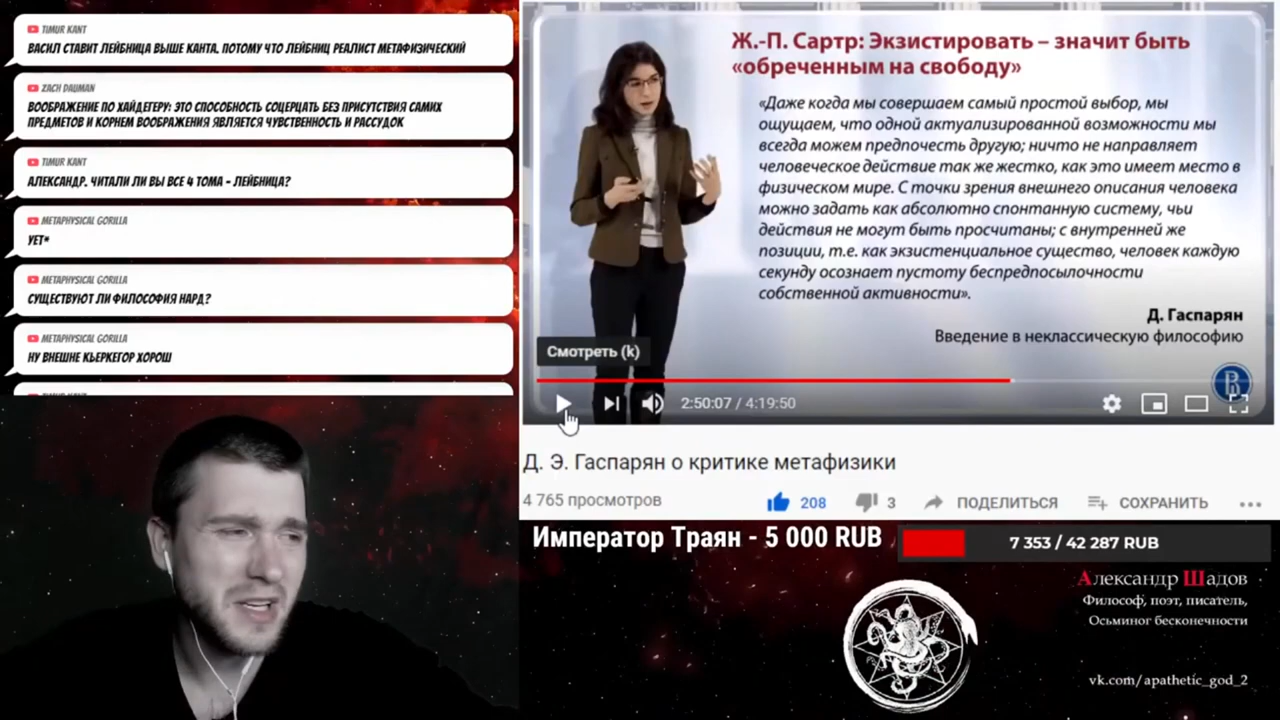 TIMUR KANT
ВАСИЛ СТАВИТ ЛЕЙБНИЦА ВЫШЕ КАНТА. ПОТОМУ ЧТО ЛЕЙБНИЦ РЕАЛИСТ МЕТАФИЗИЧЕСКИЙ
ZACH DAUMAN
ВООБРАЖЕНИЕ ПО ХАЙДЕГЕРУ: ЭТО СПОСОБНОСТЬ СОЦЕРЦАТЬ БЕЗ ПРИСУТСТВИЯ САМИХ
ПРЕДМЕТОВ И КОРНЕМ ВООБРАЖЕНИЯ ЯВЛЯЕТСЯ ЧУВСТВЕННОСТЬ И РАССУДОК
TIMUR KANT
АЛЕКСАНДР. ЧИТАЛИ ЛИ ВЫ ВСЕ 4 ТОМА - ЛЕЙБНИЦА?
METAPHYSICAL GORILLA
УЕТ*
METAPHYSICAL GORILLA
СУЩЕСТВУЮТ ЛИ ФИЛОСОФИЯ НАРД?
METAPHYSICAL GORILLA
НУ ВНЕШНЕ КЬЕРКЕГОР ХОРОШ
Ж.-П. Сартр: Экзистировать – значит быть
«обреченным на свободу»
«Даже когда мы совершаем самый простой выбор, мы
ощущаем, что одной актуализированной возможности мы
всегда можем предпочесть другую; ничто не направляет
человеческое действие так же жестко, как это имеет место в
физическом мире. С точки зрения внешнего описания человека
можно задать как абсолютно спонтанную систему, чьи
действия не могут быть просчитаны; с внутренней же
позиции, т.е. как экзистенциальное существо, человек каждую
секунду осознает пустоту беспредпосылочности
собственной активности».
Д. Гаспарян
Введение в неклассическую философию
Смотреть (k)
2:50:07 / 4:19:50
Д. Э. Гаспарян о критике метафизики
4 765 просмотров
208
3
ПОДЕЛИТЬСЯ
СОХРАНИТЬ
Император Траян - 5 000 RUB
7 353 / 42 287 RUB
Александр Шадов
Философ, поэт, писатель,
Осьминог бесконечности
vk.com/apathetic_god_2